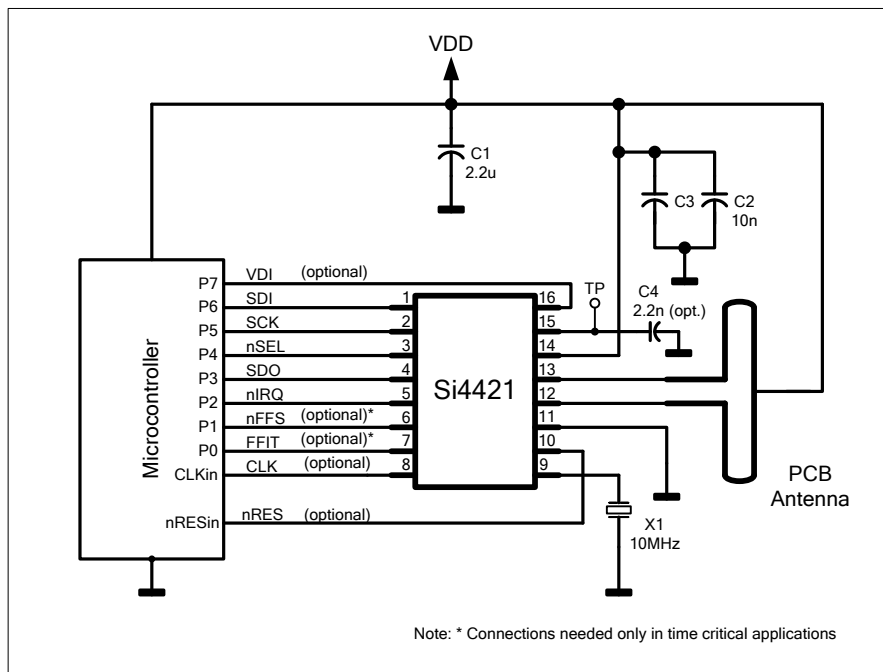 VDD
C1
2.2u
C3
C2
10n
Microcontroller
P7 VDI (optional)
P6 SDI 1
P5 SCK 2
P4 nSEL 3
P3 SDO 4
P2 nIRQ 5
P1 nFFS (optional)* 6
P0 FFIT (optional)* 7
CLKin CLK (optional) 8
nRESin nRES (optional)
Si4421
16
15
14
13
12
11
10
9
TP
C4
2.2n (opt.)
X1
10MHz
PCB
Antenna
Note: * Connections needed only in time critical applications